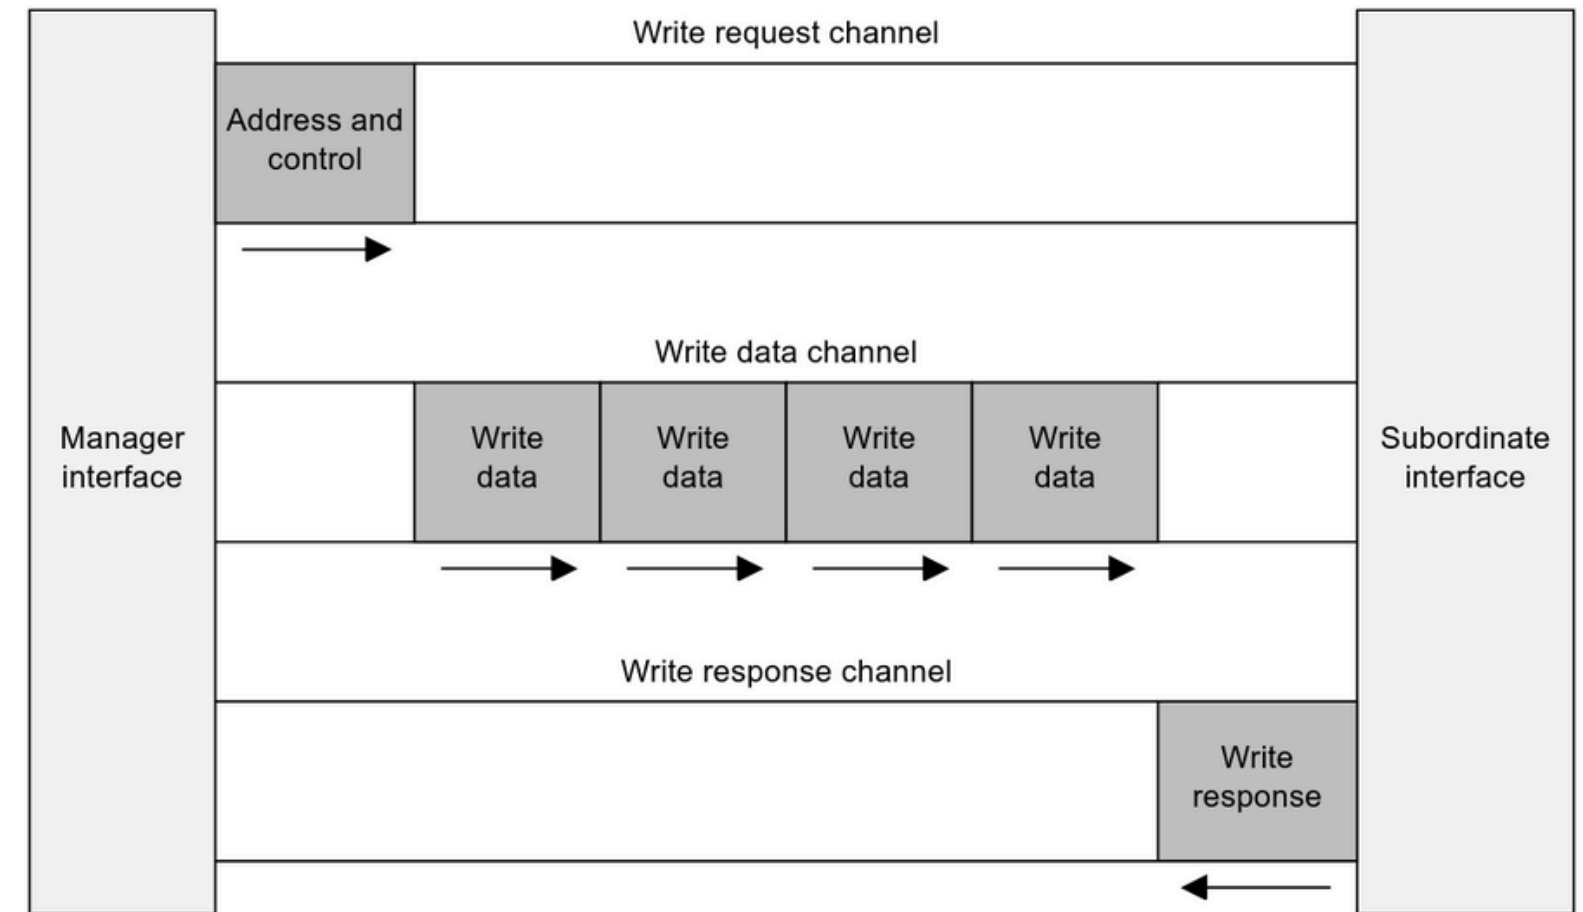 Write request channel
Address and
control
Write data channel
Manager
interface
Write
data
Write
data
Write
data
Write
data
Subordinate
interface
Write response channel
Write
response